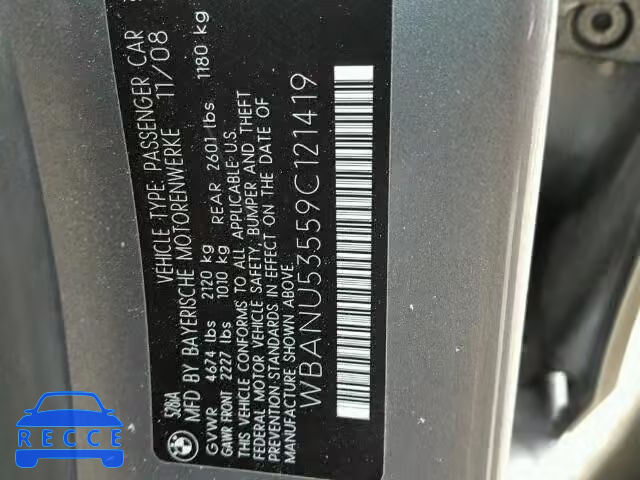 528iA
VEHICLE TYPE: PASSENGER CAR
MFD BY BAYERISCHE MOTORENWERKE 11/08
GVWR 4674 lbs 2120 kg
GAWR FRONT 2227 lbs 1010 kg REAR 2601 lbs 1180 kg
THIS VEHICLE CONFORMS TO ALL APPLICABLE U.S.
FEDERAL MOTOR VEHICLE SAFETY, BUMPER AND THEFT
PREVENTION STANDARDS IN EFFECT ON THE DATE OF
MANUFACTURE SHOWN ABOVE.
WBANU53559C121419
RECCE